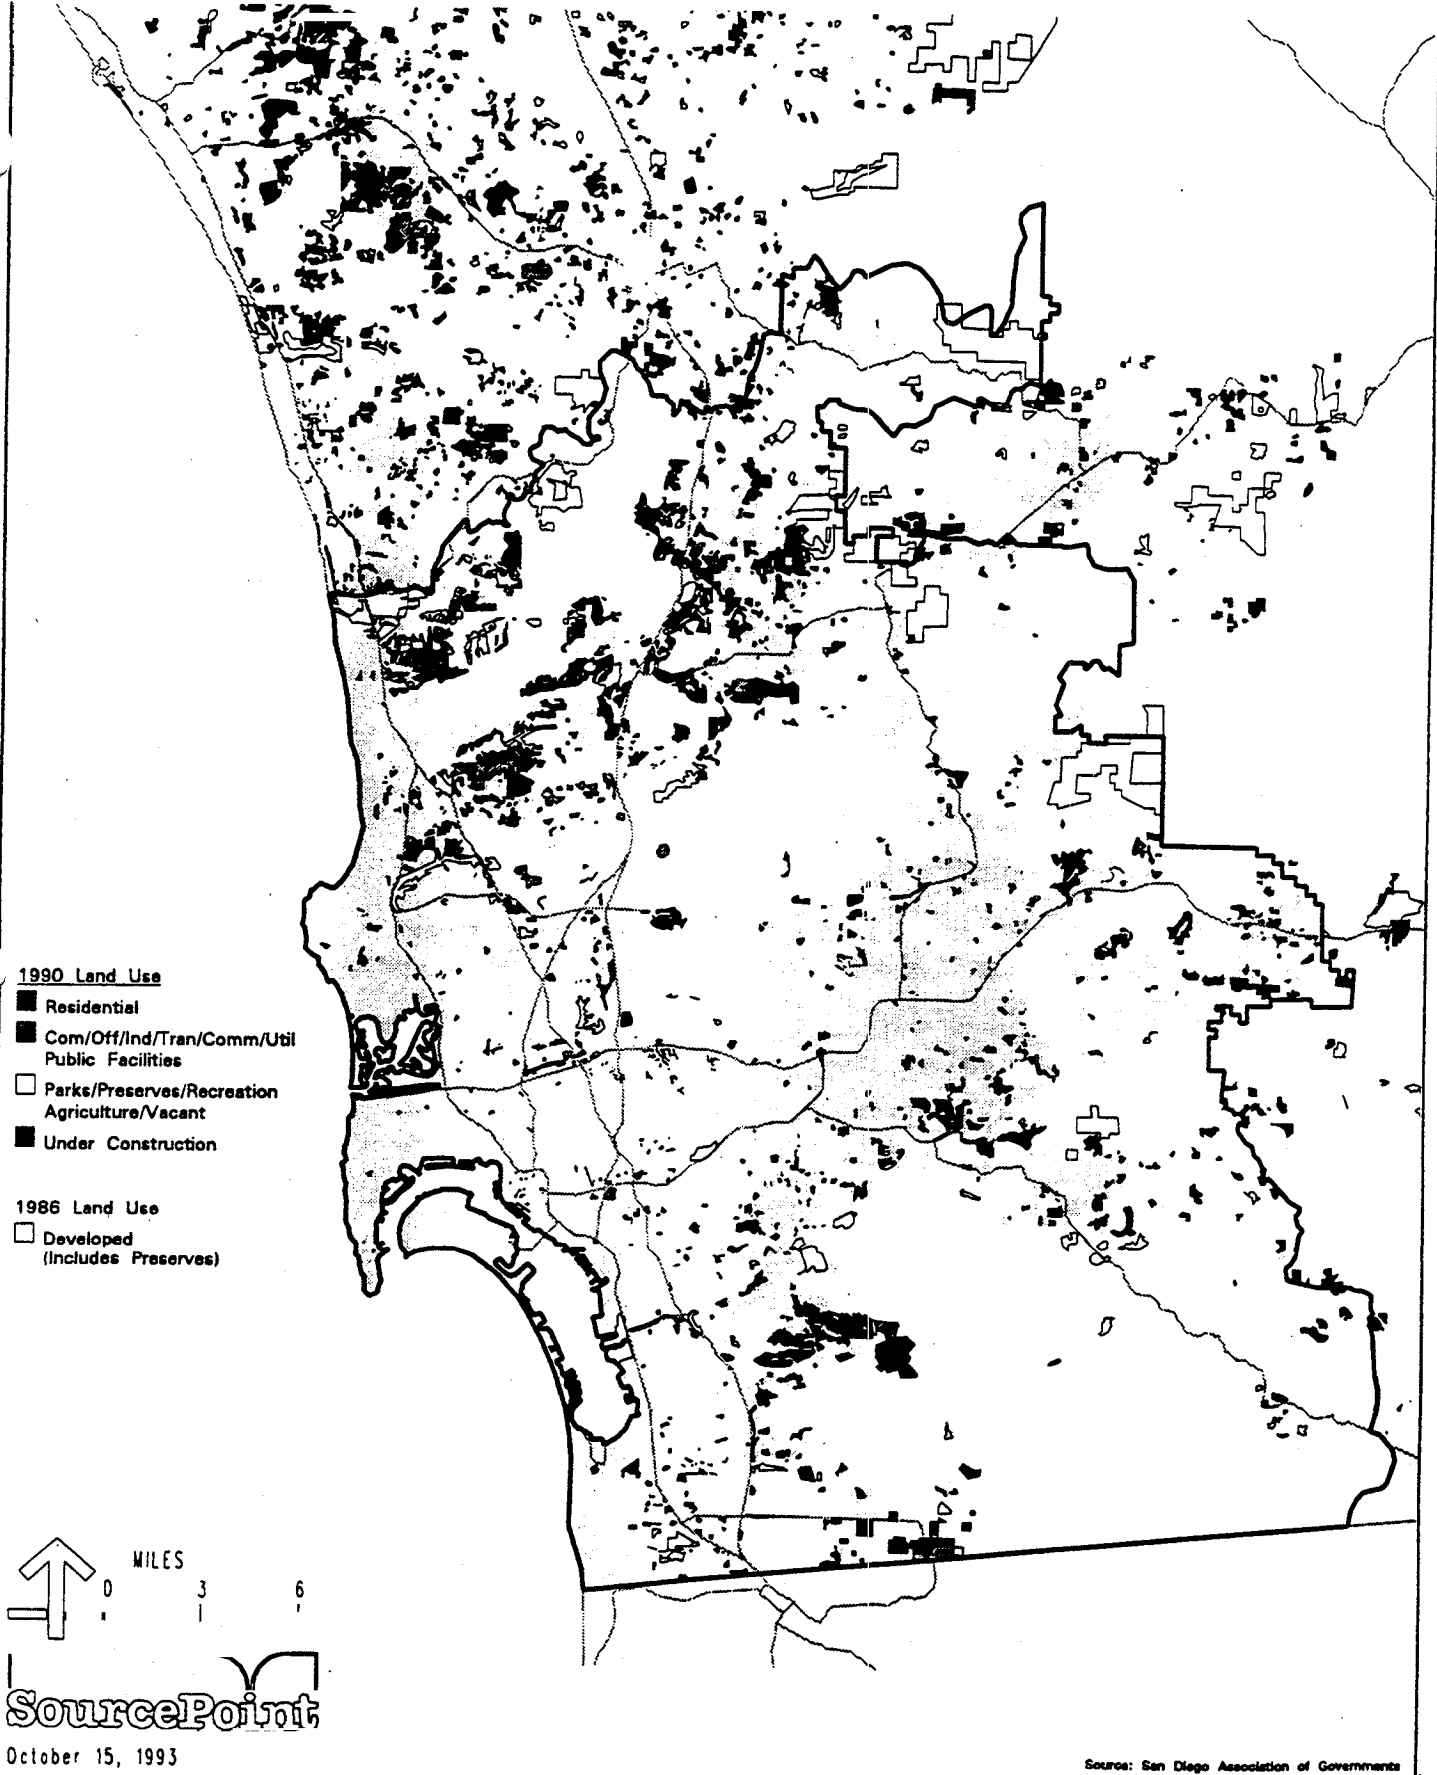 1990 Land Use
Residential
Com/Off/Ind/Tran/Comm/Util
Public Facilities
Parks/Preserves/Recreation
Agriculture/Vacant
Under Construction
1986 Land Use
Developed
(Includes Preserves)
MILES
0 3 6
SourcePoint
October 15, 1993
Source: San Diego Association of Governments